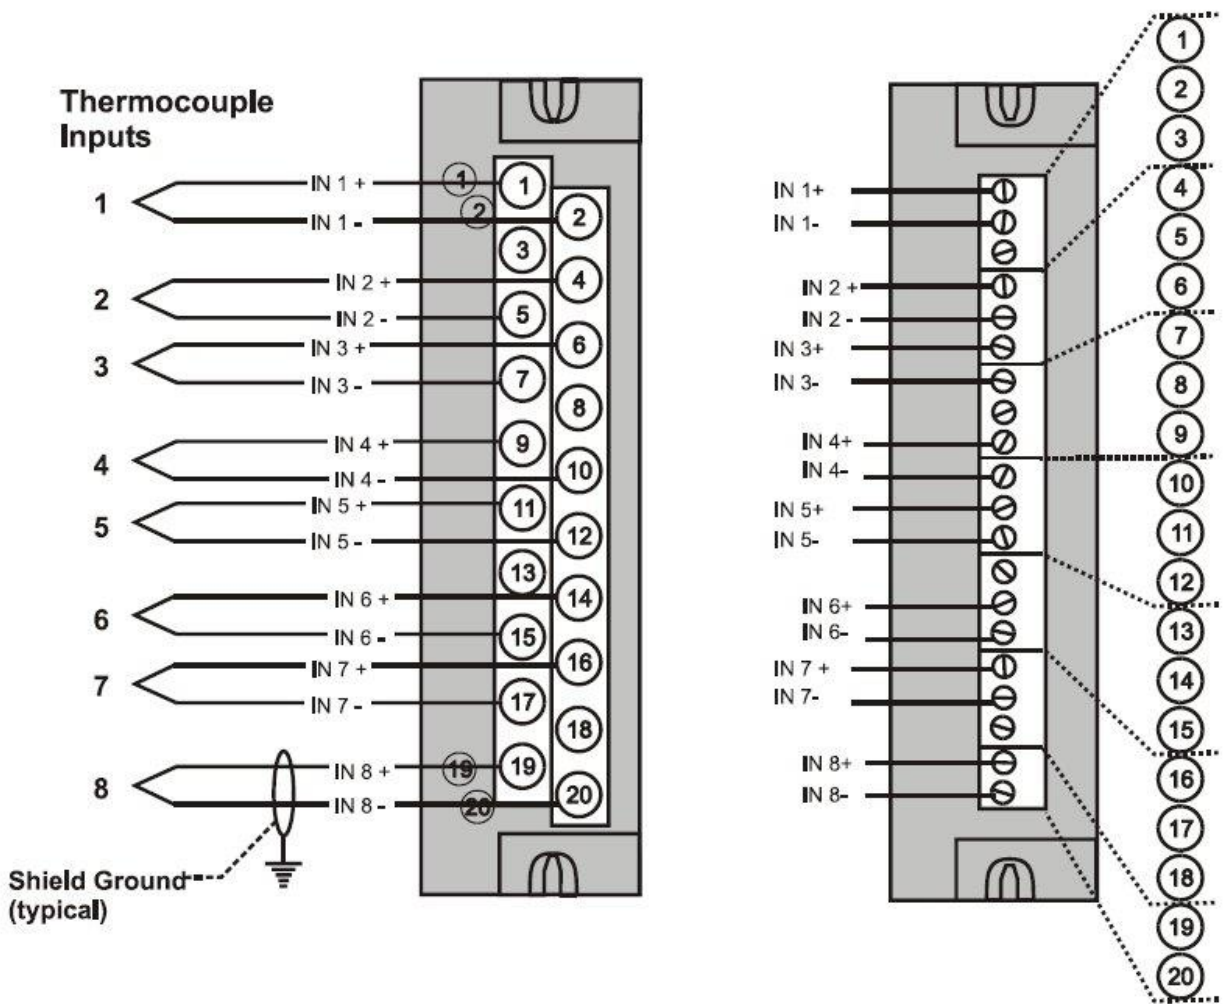 Thermocouple
Inputs
1
IN 1 +
1
1
IN 1 -
2
2
3
2
IN 2 +
4
IN 2 -
5
3
IN 3 +
6
IN 3 -
7
8
4
IN 4 +
9
IN 4 -
10
5
IN 5 +
11
IN 5 -
12
13
6
IN 6 +
14
IN 6 -
15
7
IN 7 +
16
IN 7 -
17
18
8
IN 8 +
19
19
IN 8 -
20
20
Shield Ground
(typical)
IN 1+
IN 1-
IN 2 +
IN 2 -
IN 3+
IN 3-
IN 4+
IN 4-
IN 5+
IN 5-
IN 6+
IN 6-
IN 7 +
IN 7-
IN 8+
IN 8-
1
2
3
4
5
6
7
8
9
10
11
12
13
14
15
16
17
18
19
20